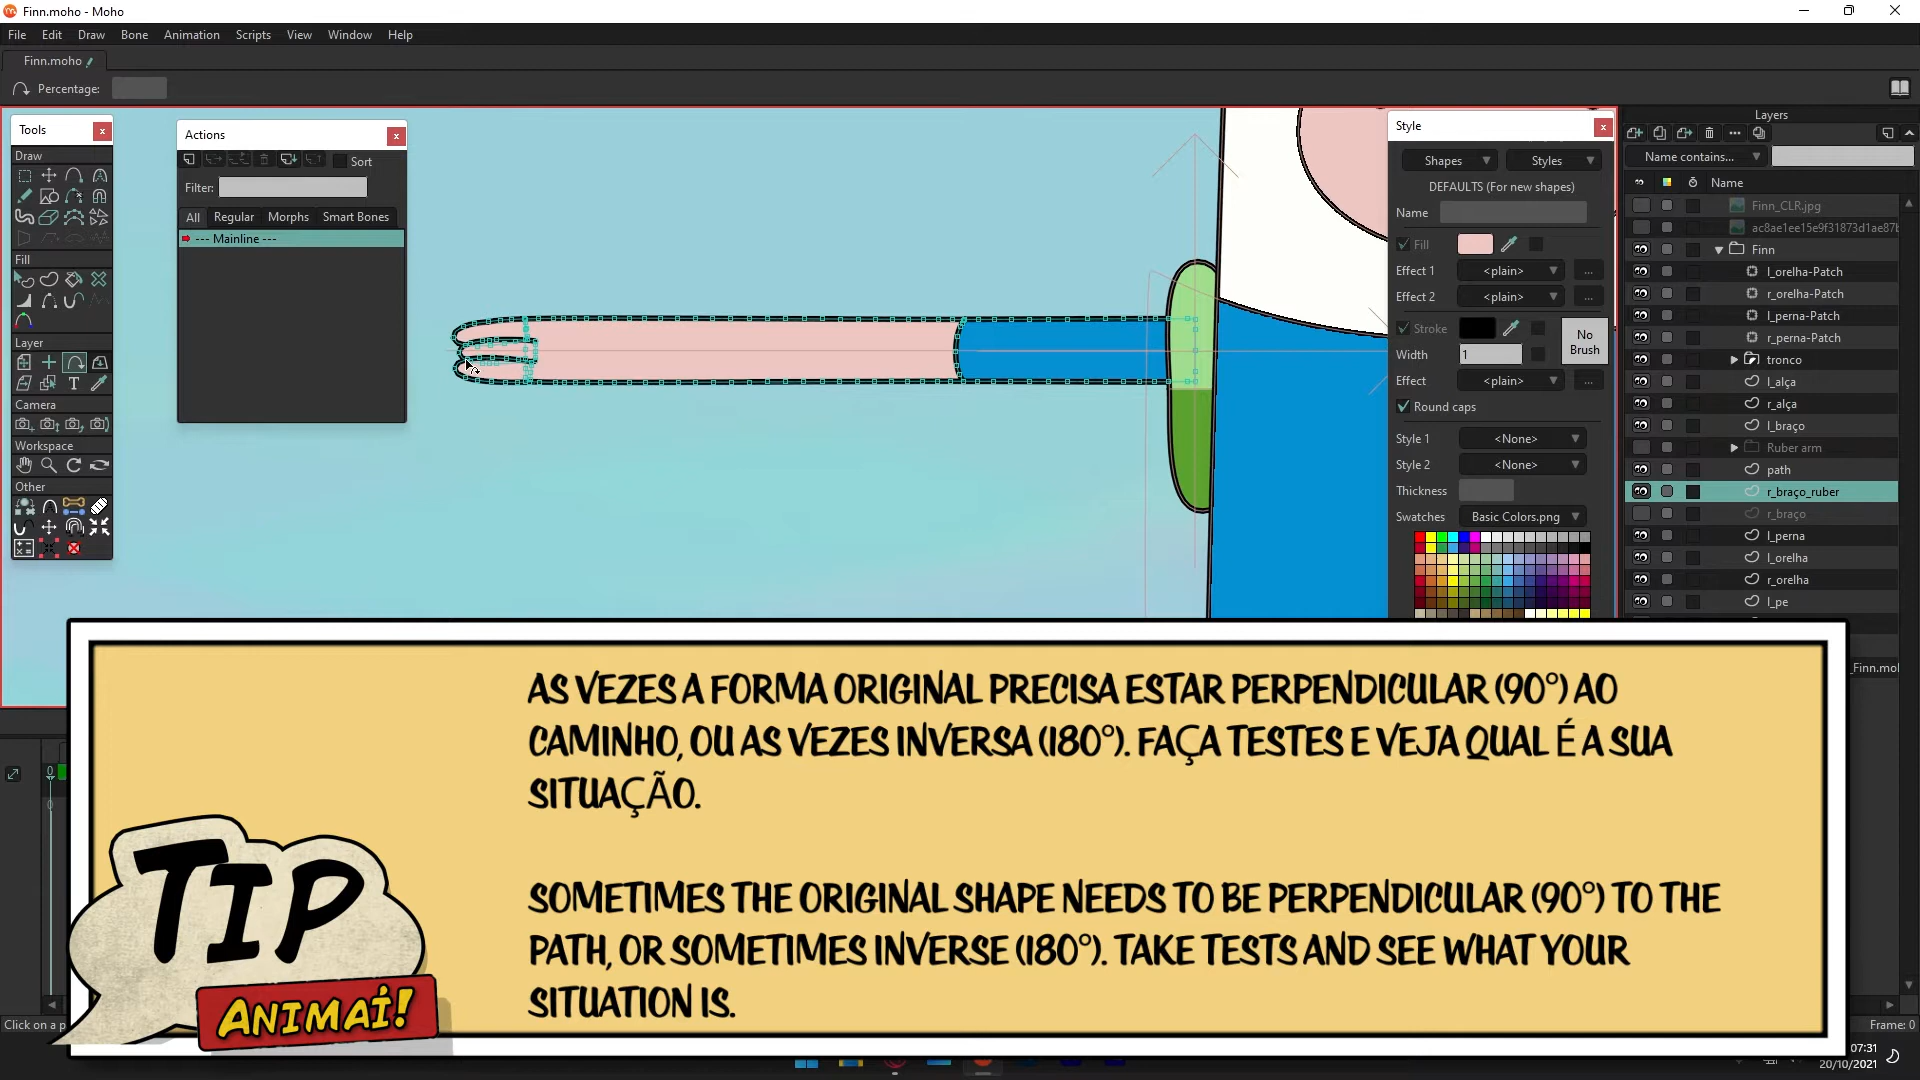 Finn.moho - Moho
File Edit Draw Bone Animation Scripts View Window Help
Finn.moho
Percentage:
Tools
Draw
Fill
Layer
Camera
Workspace
Other
Actions
Sort
Filter:
All Regular Morphs Smart Bones
--- Mainline ---
Style
Shapes Styles
DEFAULTS (For new shapes)
Name
Fill
Effect 1 <plain> ...
Effect 2 <plain> ...
Stroke
No Brush
Width 1
Effect <plain> ...
Round caps
Style 1 <None>
Style 2 <None>
Thickness
Swatches Basic Colors.png
Layers
Name contains...
Name
Finn_CLR.jpg
ac8ae1ee15e9f31873d1ae87b
Finn
l_orelha-Patch
r_orelha-Patch
l_perna-Patch
r_perna-Patch
tronco
l_alça
r_alça
l_braço
Ruber arm
path
r_braço_ruber
r_braço
l_perna
l_orelha
r_orelha
l_pe
_Finn.mol
0
0
Click on a p
Frame: 0
AS VEZES A FORMA ORIGINAL PRECISA ESTAR PERPENDICULAR (90°) AO
CAMINHO, OU AS VEZES INVERSA (180°). FAÇA TESTES E VEJA QUAL É A SUA
SITUAÇÃO.
SOMETIMES THE ORIGINAL SHAPE NEEDS TO BE PERPENDICULAR (90°) TO THE
PATH, OR SOMETIMES INVERSE (180°). TAKE TESTS AND SEE WHAT YOUR
SITUATION IS.
TIP
ANIMAÍ!
07:31
20/10/2021